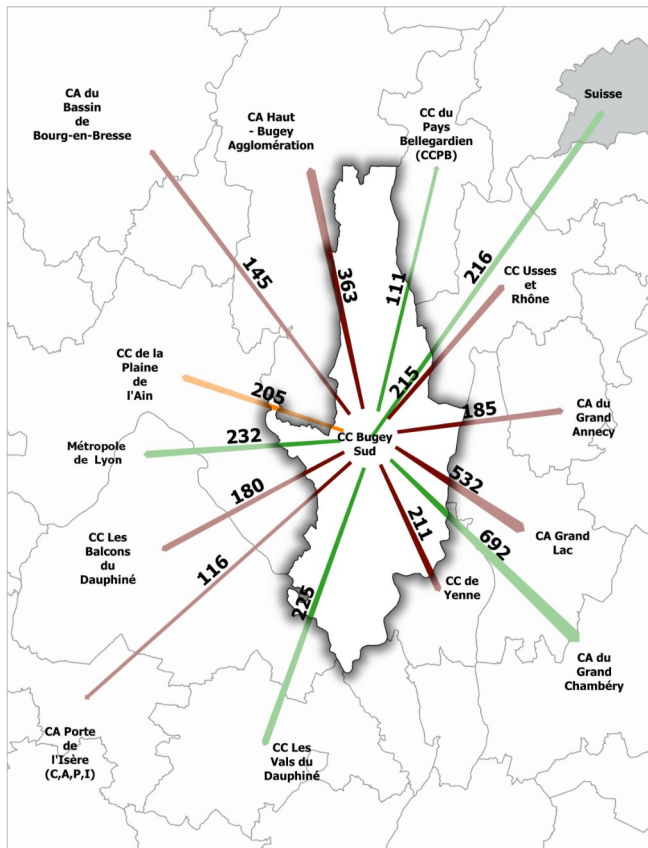 CA du
Bassin
de
Bourg-en-Bresse
CA Haut
- Bugey
Agglomération
CC du
Pays
Bellegardien
(CCPB)
Suisse
145
363
111
216
CC Usses
et
Rhône
CC de la
Plaine
de
l'Ain
205
215
185
CA du
Grand
Annecy
Métropole
de Lyon
232
CC Bugey
Sud
180
532
CC Les
Balcons
du
Dauphiné
116
211
692
CA Grand
Lac
225
CC de
Yenne
CA du
Grand
Chambéry
CA Porte
de
l'Isère
(C,A,P,I)
CC Les
Vals du
Dauphiné